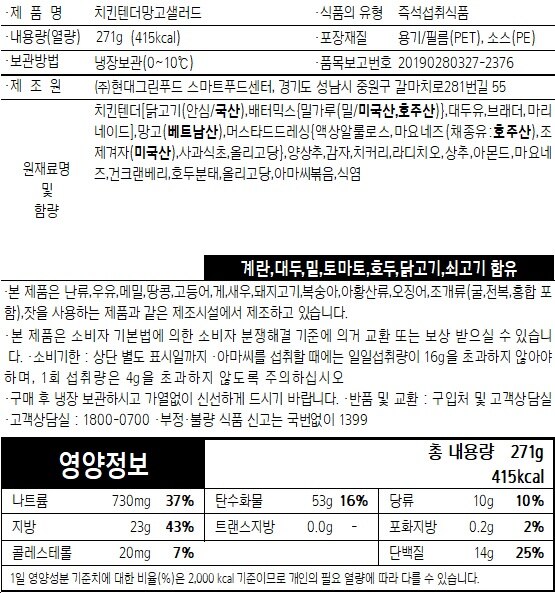 ·제 품 명 치킨텐더망고샐러드 ·식품의 유형 즉석섭취식품
·내용량(열량) 271g (415kcal) ·포장재질 용기/필름(PET), 소스(PE)
·보관방법 냉장보관(0~10℃) ·품목보고번호 20190280327-2376
·제 조 원 (주)현대그린푸드 스마트푸드센터, 경기도 성남시 중원구 갈마치로281번길 55
원재료명 및 함량
치킨텐더[닭고기(안심/국산),배터믹스{밀가루(밀/미국산,호주산)},대두유,브래더, 마리
네이드],망고(베트남산),머스타드드레싱{액상알룰로스, 마요네즈(채종유:호주산),조
제겨자(미국산),사과식초,올리고당},양상추,감자,치커리,라디치오,상추,아몬드,마요네
즈,건크랜베리,호두분태,올리고당,아마씨볶음,식염
계란,대두,밀,토마토,호두,닭고기,쇠고기 함유
·본 제품은 난류,우유,메밀,땅콩,고등어,게,새우,돼지고기,복숭아,아황산류,오징어,조개류(굴,전복,홍합 포
함),잣을 사용하는 제품과 같은 제조시설에서 제조하고 있습니다.
·본 제품은 소비자 기본법에 의한 소비자 분쟁해결 기준에 의거 교환 또는 보상 받으실 수 있습니
다. ·소비기한 : 상단 별도 표시일까지 ·아마씨를 섭취할 때에는 일일섭취량이 16g을 초과하지 않아야
하며, 1회 섭취량은 4g을 초과하지 않도록 주의하십시오
·구매 후 냉장 보관하시고 가열없이 신선하게 드시기 바랍니다. ·반품 및 교환 : 구입처 및 고객상담실
·고객상담실 : 1800-0700 ·부정·불량 식품 신고는 국번없이 1399
영양정보
총 내용량 271g
415kcal
나트륨 730mg 37% 탄수화물 53g 16% 당류 10g 10%
지방 23g 43% 트랜스지방 0.0g - 포화지방 0.2g 2%
콜레스테롤 20mg 7% 단백질 14g 25%
1일 영양성분 기준치에 대한 비율(%)은 2,000 kcal 기준이므로 개인의 필요 열량에 따라 다를 수 있습니다.